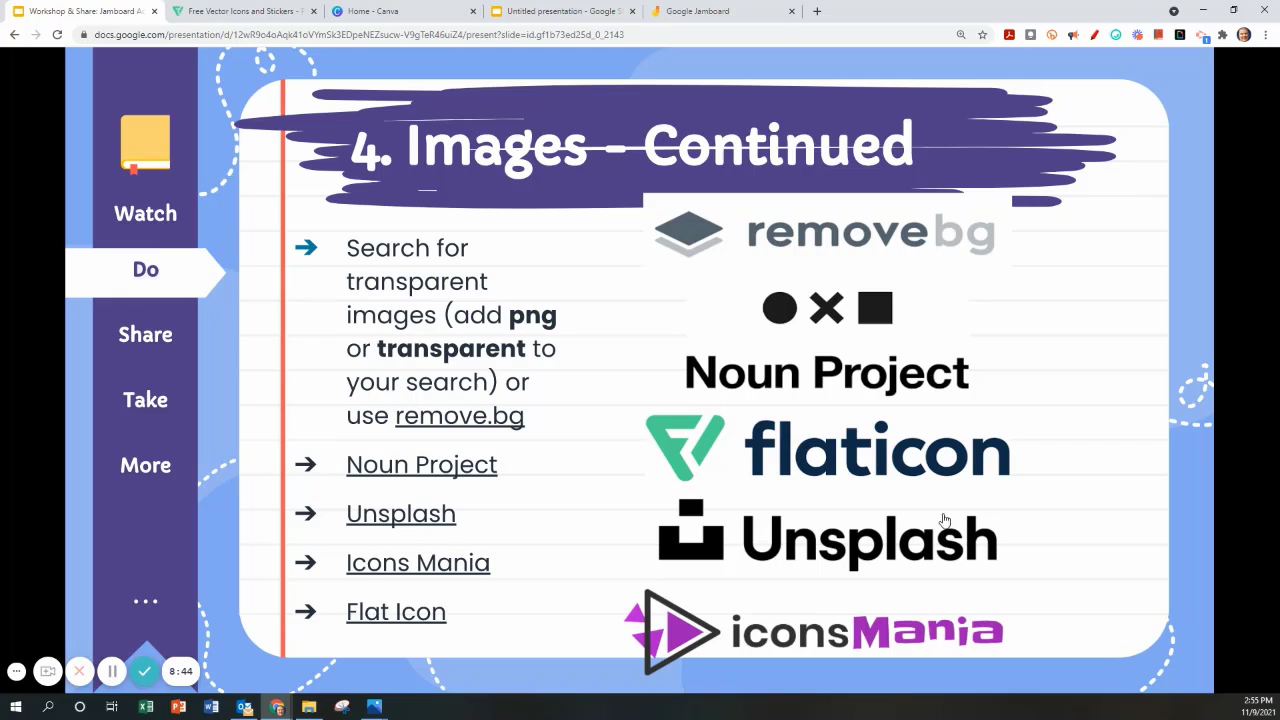 Workshop & Share: Jamboard Ac
Free Vector Icons and Stickers - P
Home - Canva
Untitled presentation - Google S
Google Jamboard
docs.google.com/presentation/d/12wR9o4oAqk41oVYmSk3EDpeNEZsucw-V9gTeR46uiZ4/present?slide=id.gf1b73ed25d_0_2143
4. Images - Continued
Watch
Do
Share
Take
More
...
➔ Search for
transparent
images (add png
or transparent to
your search) or
use remove.bg
➔ Noun Project
➔ Unsplash
➔ Icons Mania
➔ Flat Icon
removebg
Noun Project
flaticon
Unsplash
iconsMania
8:44
2:55 PM
11/9/2021